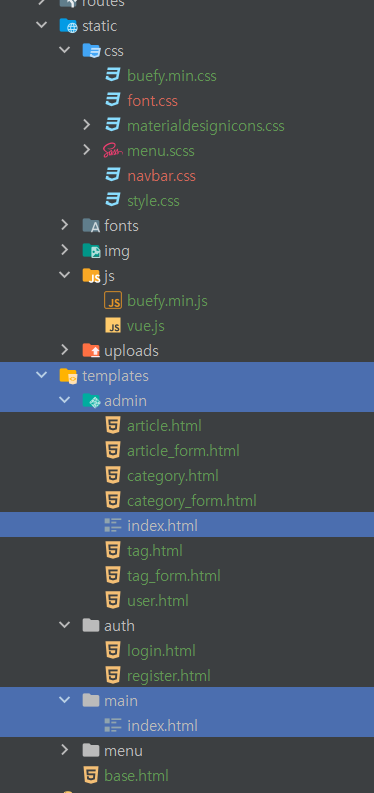 routes
static
css
buefy.min.css
font.css
materialdesignicons.css
menu.scss
navbar.css
style.css
fonts
img
js
buefy.min.js
vue.js
uploads
templates
admin
article.html
article_form.html
category.html
category_form.html
index.html
tag.html
tag_form.html
user.html
auth
login.html
register.html
main
index.html
menu
base.html